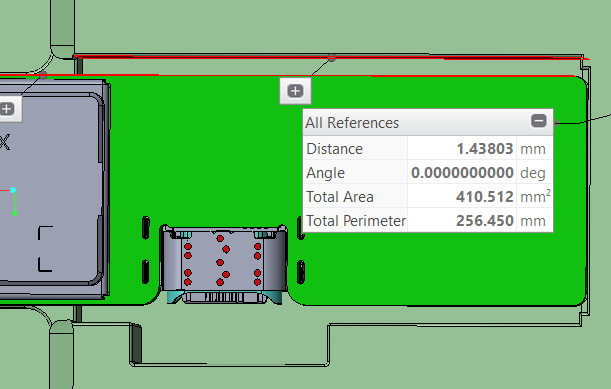 All References
Distance 1.43803 mm
Angle 0.0000000000 deg
Total Area 410.512 mm²
Total Perimeter 256.450 mm
X